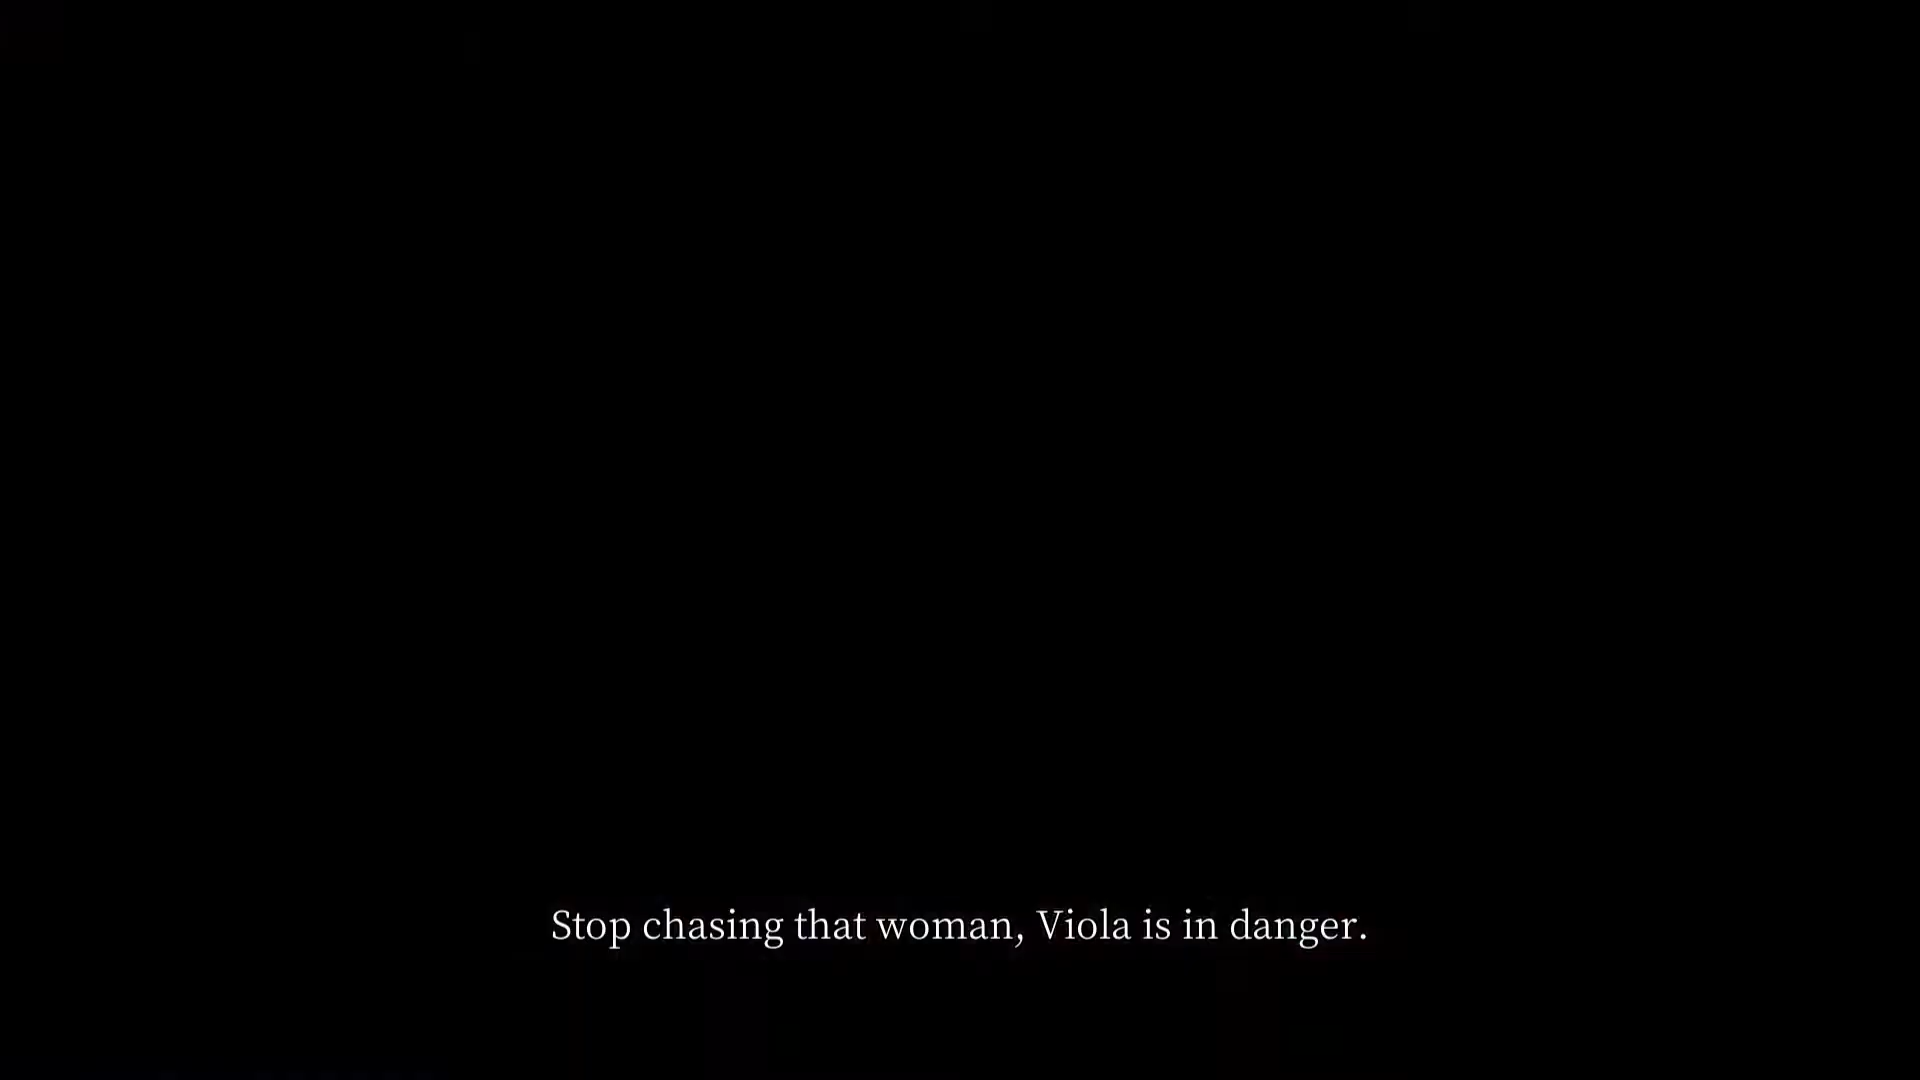 Stop chasing that woman, Viola is in danger.